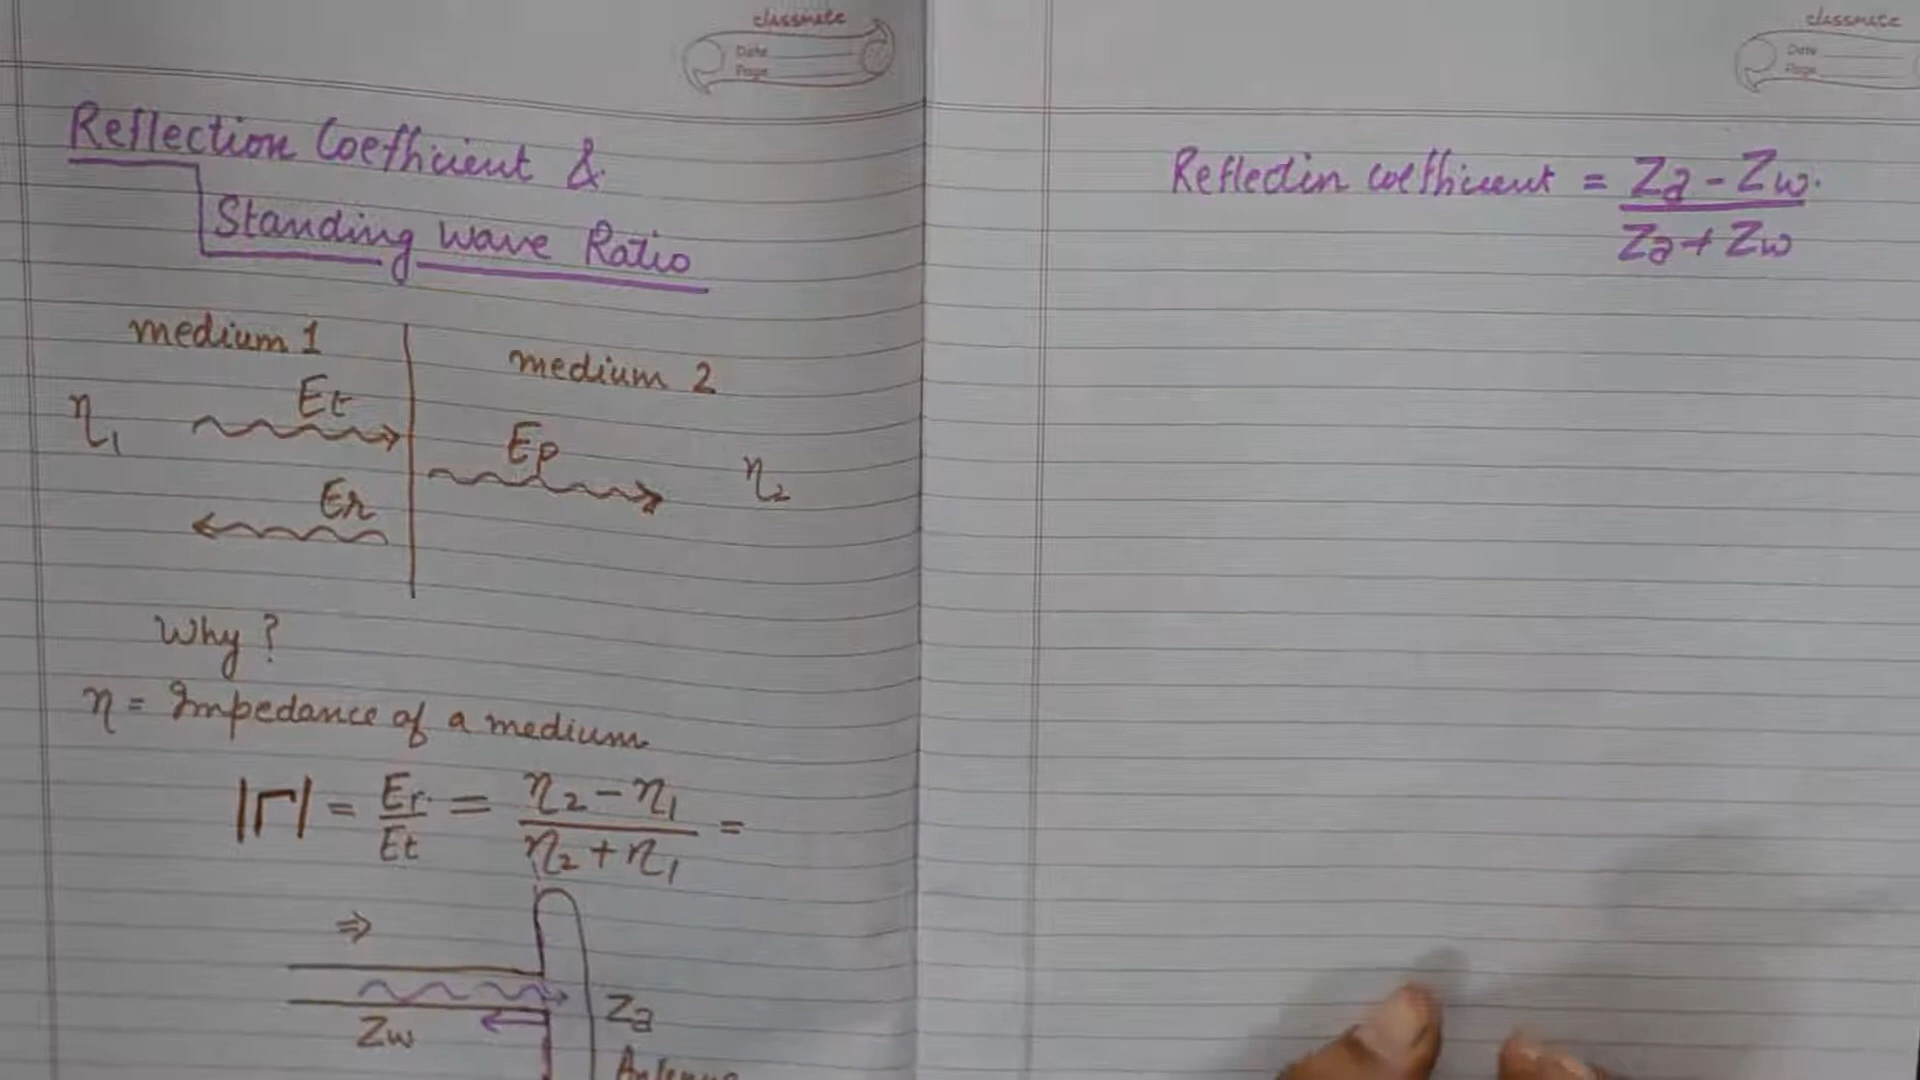 classmate
Date
Page
Reflection Coefficient &
Standing wave Ratio
medium 1
medium 2
η1
Et
Ep
η2
Er
Why?
η = Impedance of a medium
|Γ| = Er/Et = η2 - η1 / η2 + η1 =
⇒
Zw
Za
Antenna
classmate
Date
Page
Reflectin coefficient = Za - Zw. / Za + Zw